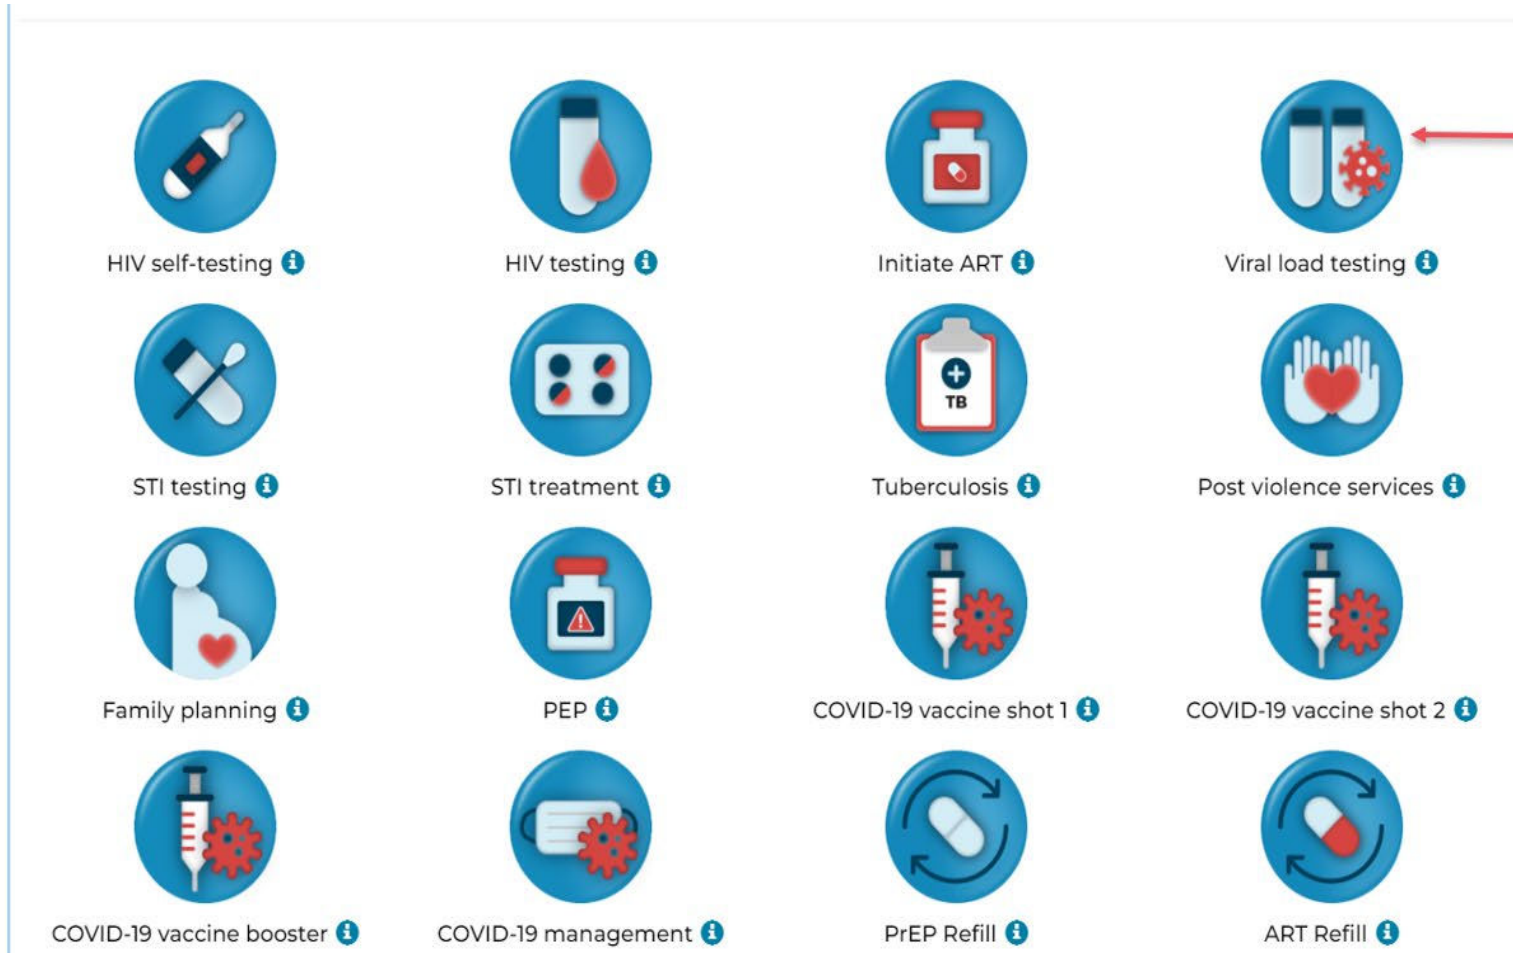 HIV self-testing
HIV testing
Initiate ART
Viral load testing
TB
STI testing
STI treatment
Tuberculosis
Post violence services
Family planning
PEP
COVID-19 vaccine shot 1
COVID-19 vaccine shot 2
COVID-19 vaccine booster
COVID-19 management
PrEP Refill
ART Refill